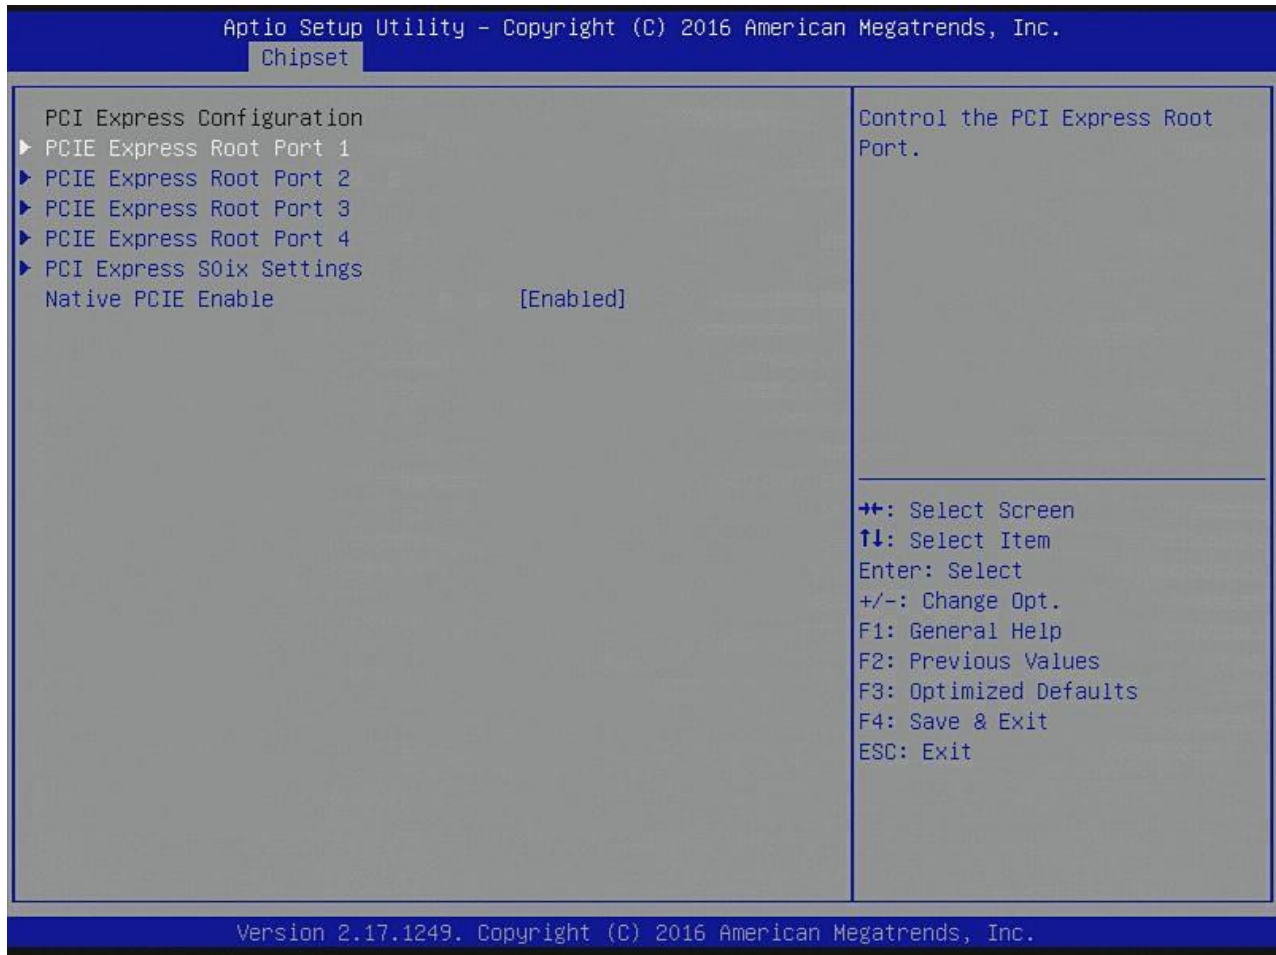 Aptio Setup Utility – Copyright (C) 2016 American Megatrends, Inc.
Chipset
PCI Express Configuration
PCIE Express Root Port 1
PCIE Express Root Port 2
PCIE Express Root Port 3
PCIE Express Root Port 4
PCI Express S0ix Settings
Native PCIE Enable [Enabled]
Control the PCI Express Root
Port.
→←: Select Screen
↑↓: Select Item
Enter: Select
+/-: Change Opt.
F1: General Help
F2: Previous Values
F3: Optimized Defaults
F4: Save & Exit
ESC: Exit
Version 2.17.1249. Copyright (C) 2016 American Megatrends, Inc.